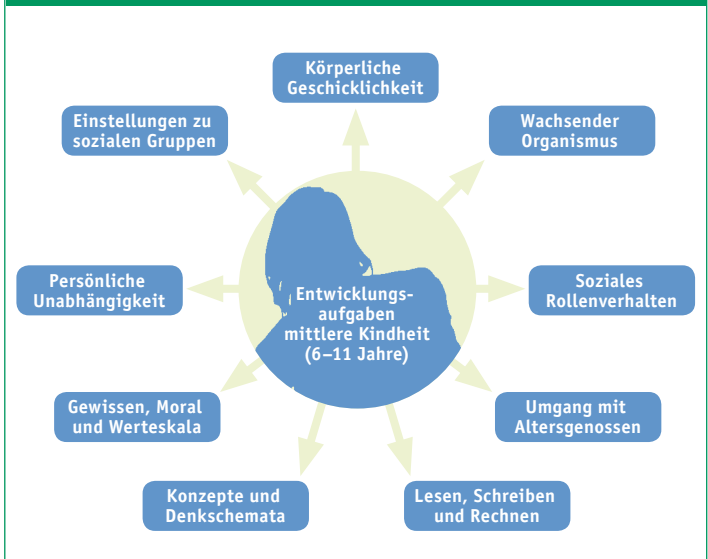 Körperliche
Geschicklichkeit
Einstellungen zu
sozialen Gruppen
Wachsender
Organismus
Persönliche
Unabhängigkeit
Entwicklungs-
aufgaben
mittlere Kindheit
(6–11 Jahre)
Soziales
Rollenverhalten
Gewissen, Moral
und Werteskala
Umgang mit
Altersgenossen
Konzepte und
Denkschemata
Lesen, Schreiben
und Rechnen